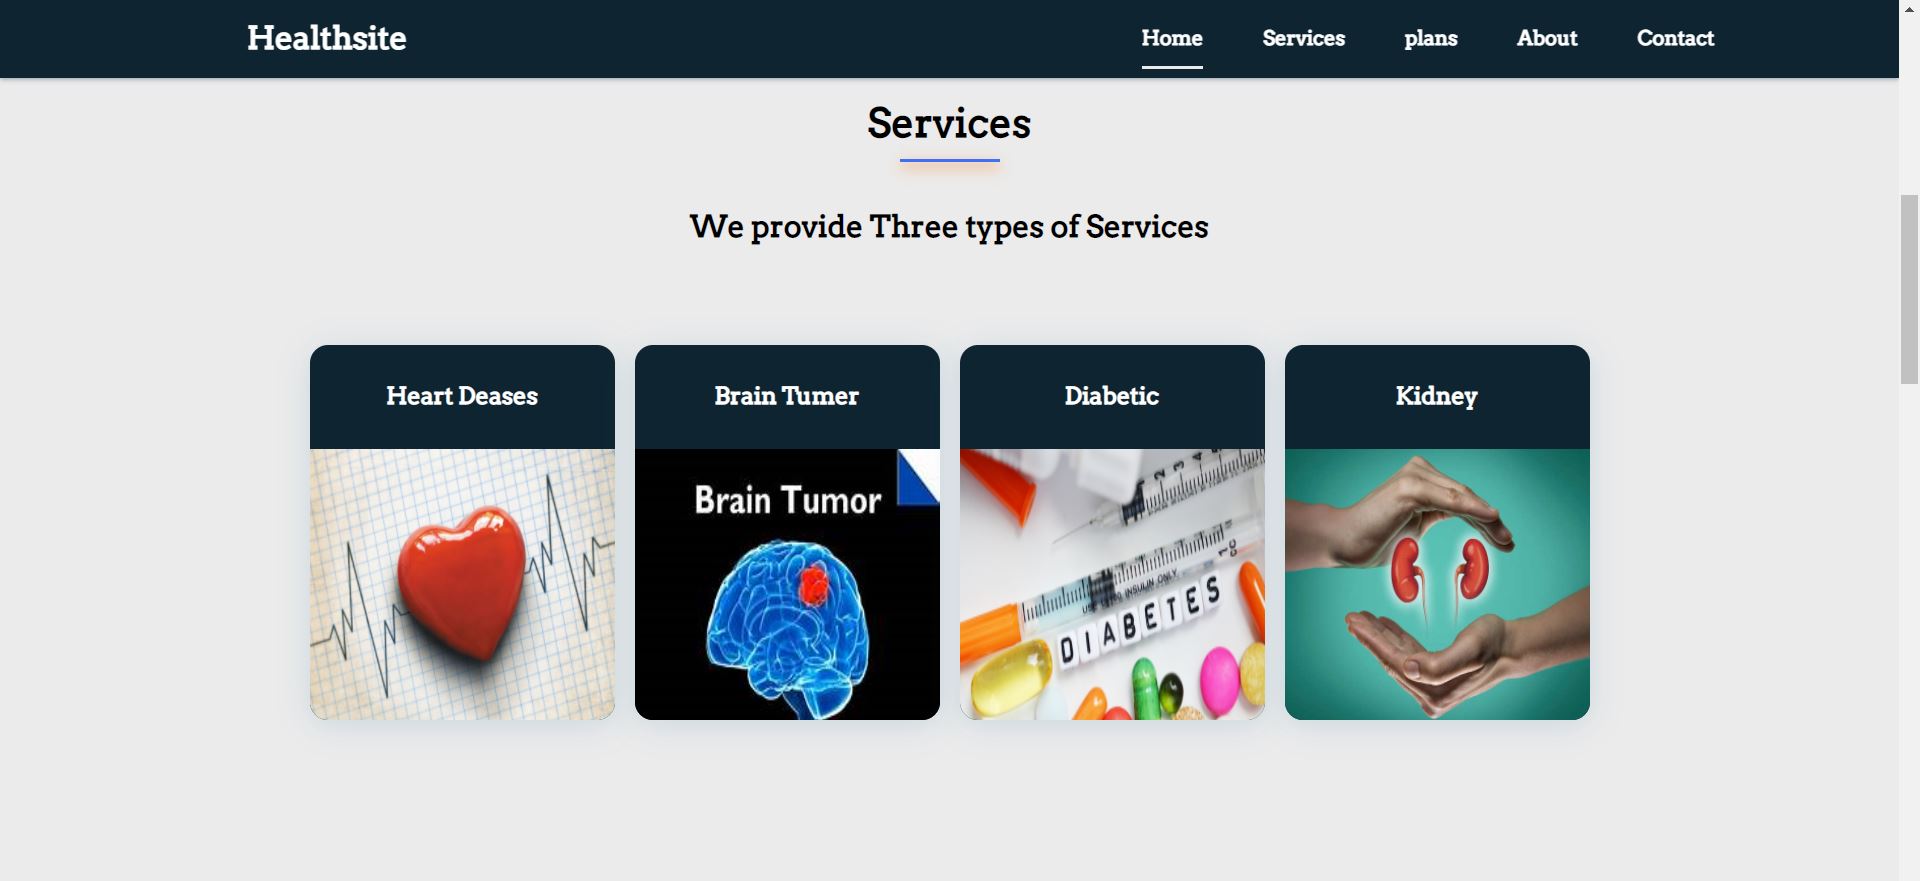 Healthsite
Home Services plans About Contact
Services
We provide Three types of Services
Heart Deases
Brain Tumer
Diabetic
Kidney
Brain Tumor
DIABETES